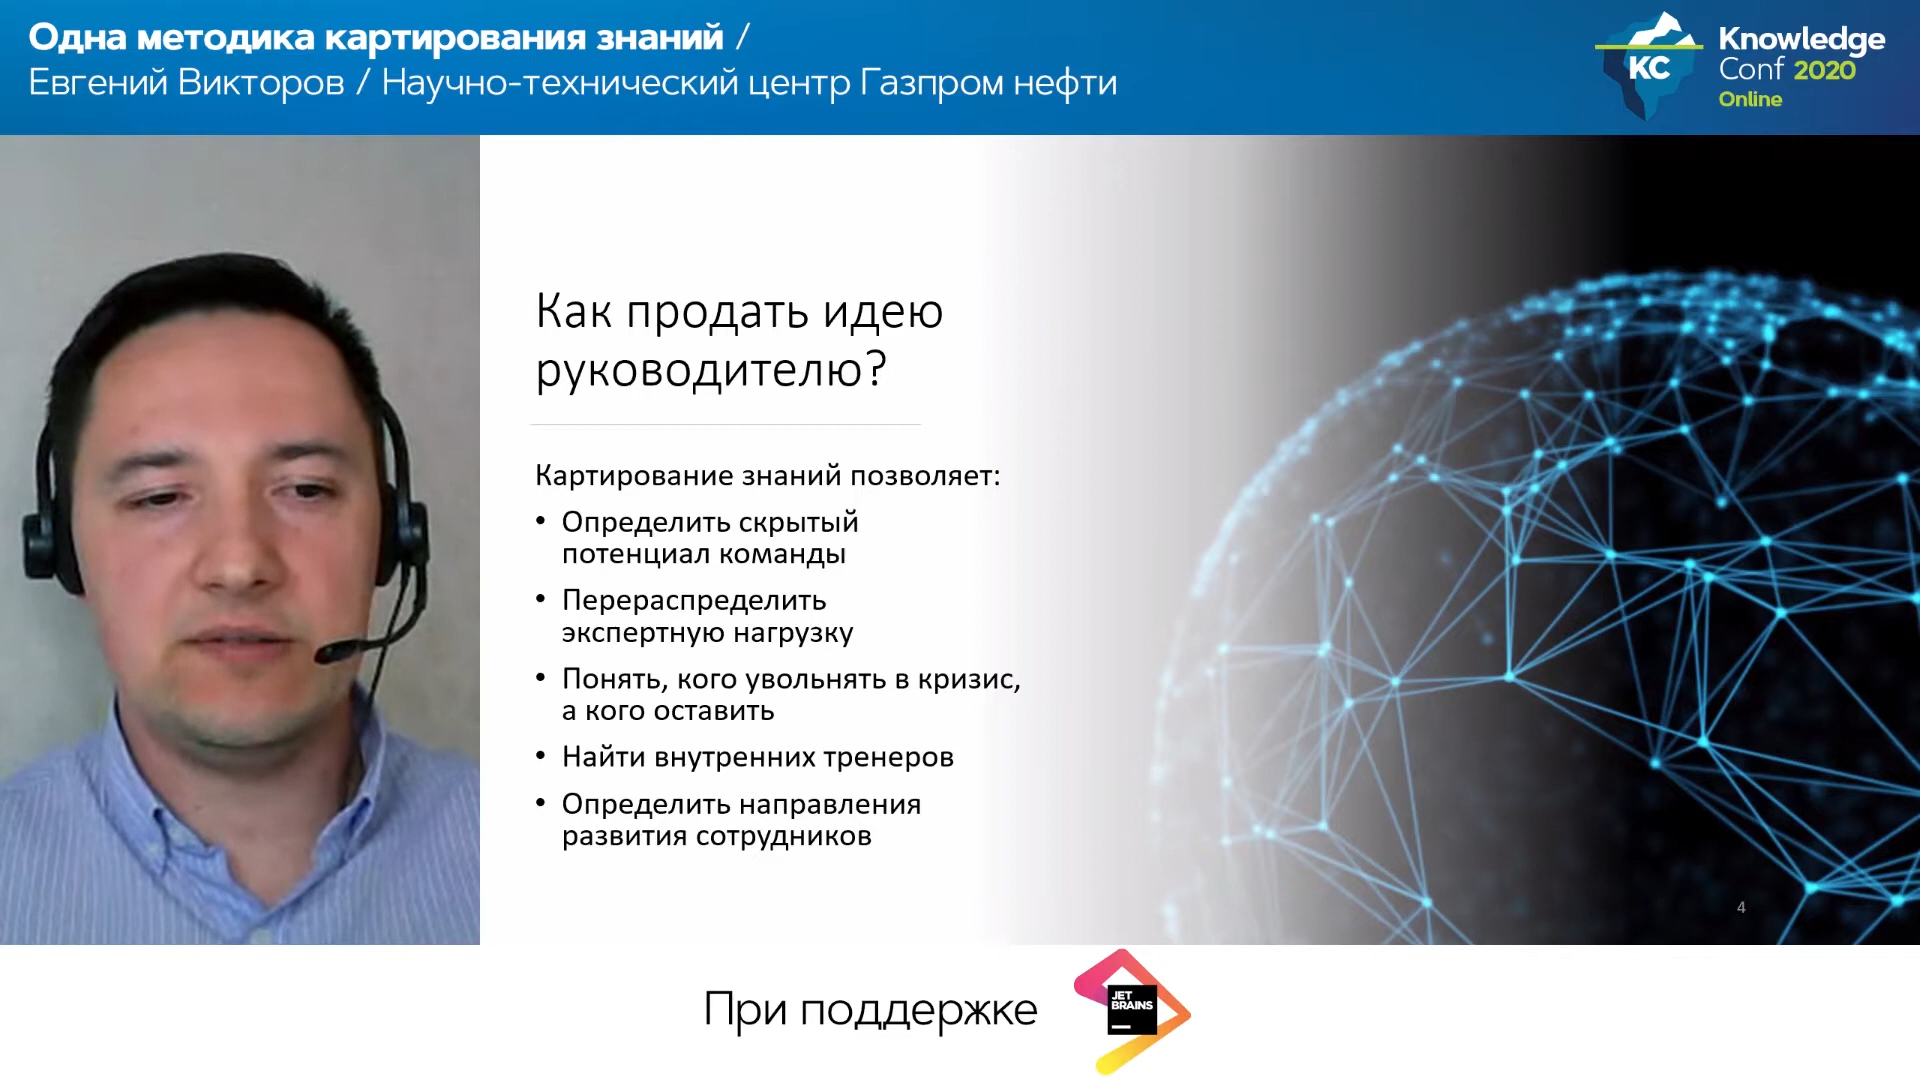 Одна методика картирования знаний /
Евгений Викторов / Научно-технический центр Газпром нефти
КС
Knowledge
Conf 2020
Online
Как продать идею
руководителю?
Картирование знаний позволяет:
• Определить скрытый
потенциал команды
• Перераспределить
экспертную нагрузку
• Понять, кого увольнять в кризис,
а кого оставить
• Найти внутренних тренеров
• Определить направления
развития сотрудников
4
При поддержке
JET
BRAINS